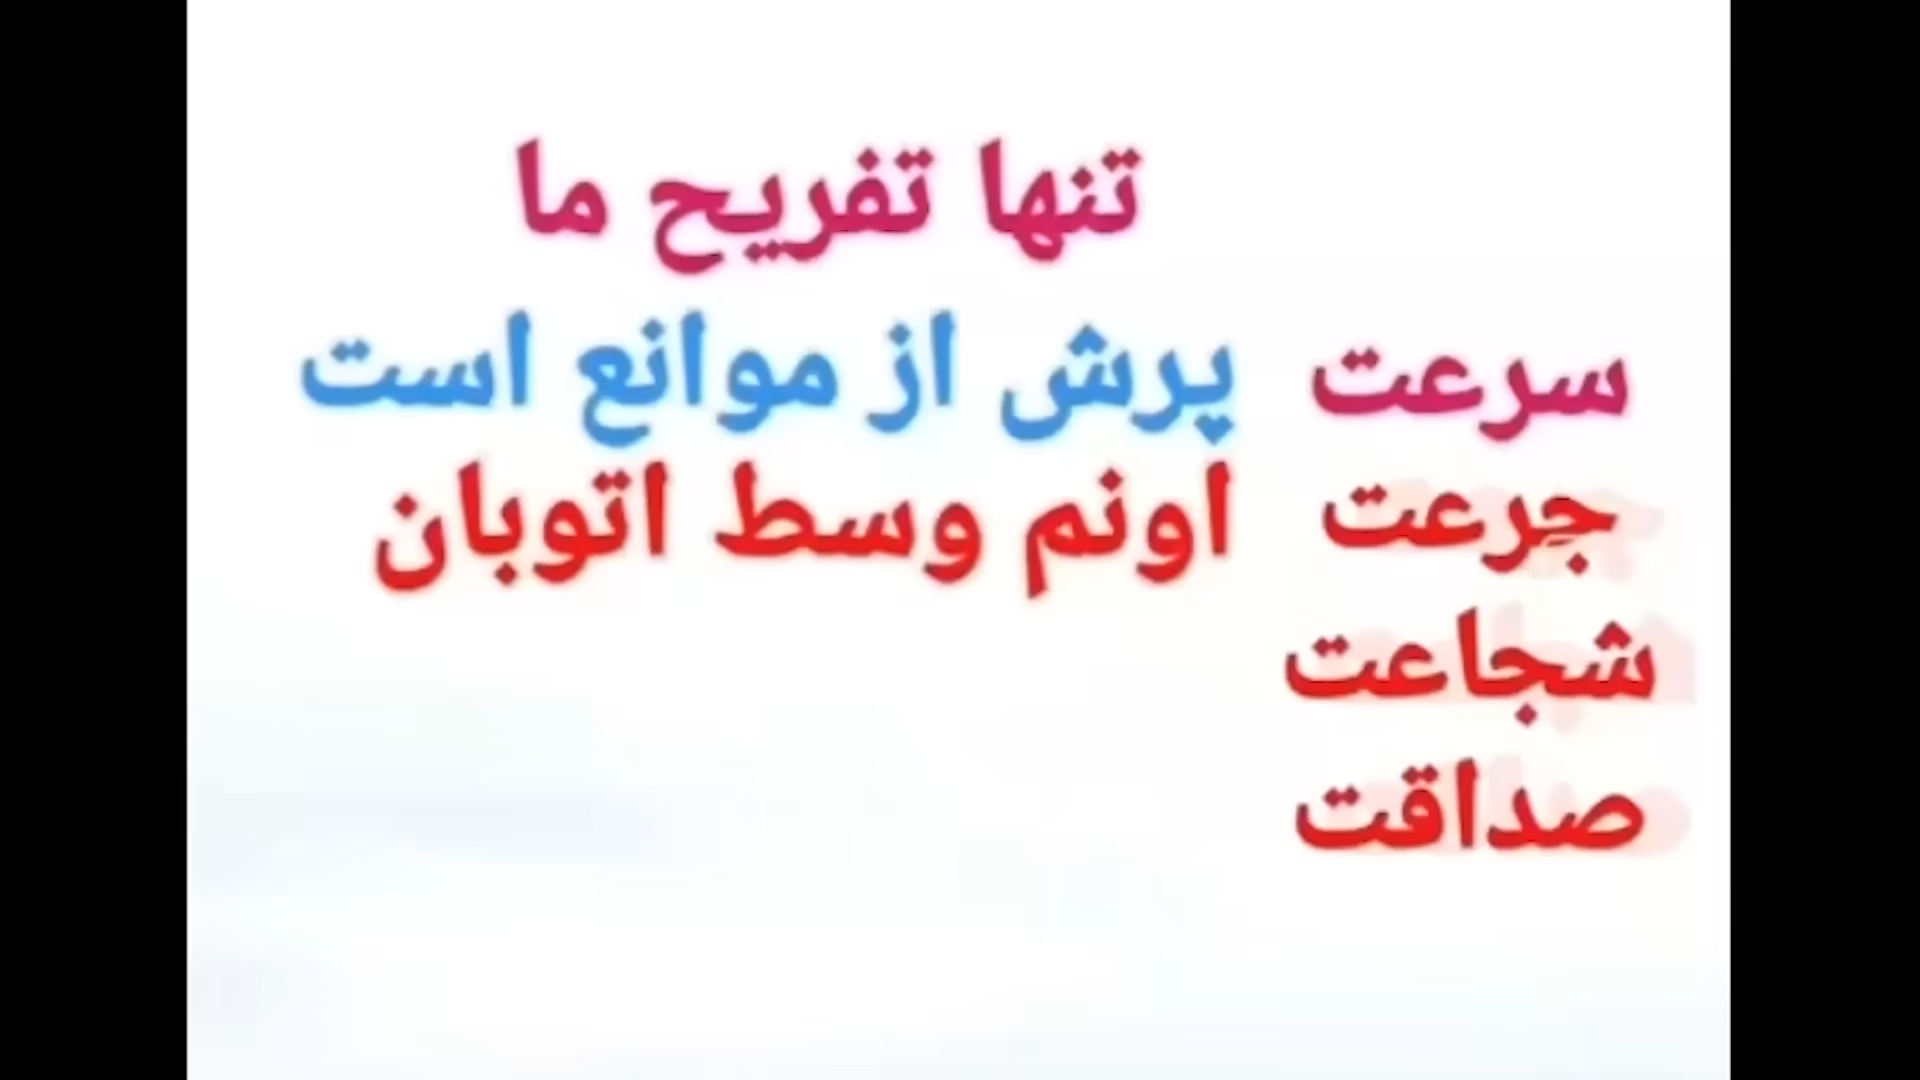 تنها تفریح ما
سرعت پرش از موانع است
جرعت اونم وسط اتوبان
شجاعت
صداقت